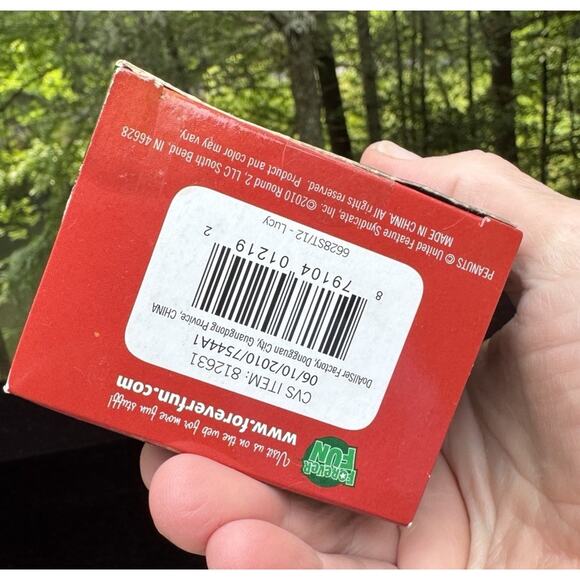 FOREVER
FUN
Visit us on the web for more fun stuff!
www.foreverfun.com
CVS ITEM: 812631
06/10/2010/7544A1
DoAllSer Factory, Dongguan City, Guangdong Provice, CHINA
8 79104 01219 2
6628ST/12 - Lucy
PEANUTS © United Feature Syndicate, Inc. ©2010 Round 2, LLC South Bend, IN 46628
MADE IN CHINA. All rights reserved. Product and color may vary.